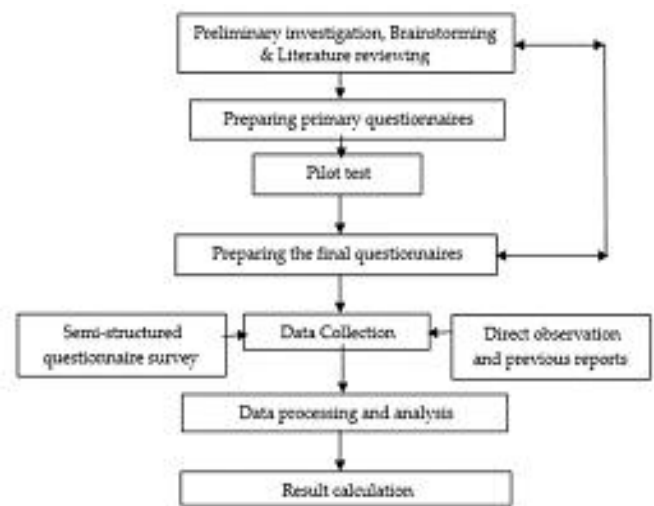 Preliminary investigation, Brainstorming
& Literature reviewing
Preparing primary questionnaires
Pilot test
Preparing the final questionnaires
Semi-structured
questionnaire survey
Data Collection
Direct observation
and previous reports
Data processing and analysis
Result calculation